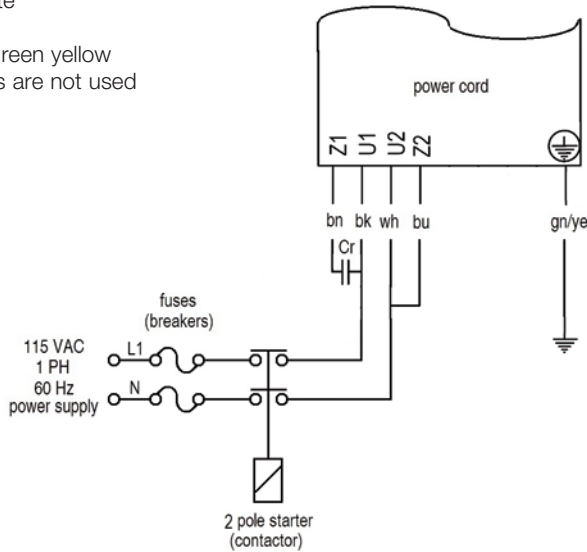 reen yellow
s are not used
power cord
Z1 U1 U2 Z2
bn bk wh bu gn/ye
Cr
fuses
(breakers)
115 VAC
1 PH
60 Hz
power supply
L1
N
2 pole starter
(contactor)